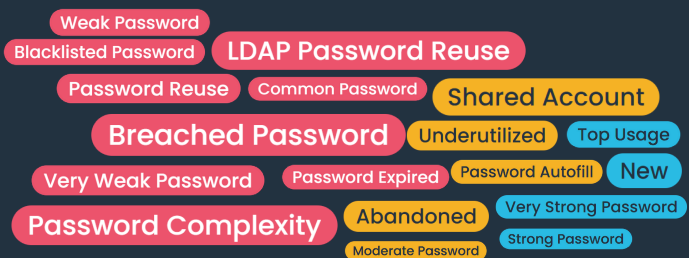 Weak Password
Blacklisted Password
LDAP Password Reuse
Password Reuse
Common Password
Shared Account
Breached Password
Underutilized
Top Usage
Very Weak Password
Password Expired
Password Autofill
New
Password Complexity
Abandoned
Very Strong Password
Strong Password
Moderate Password